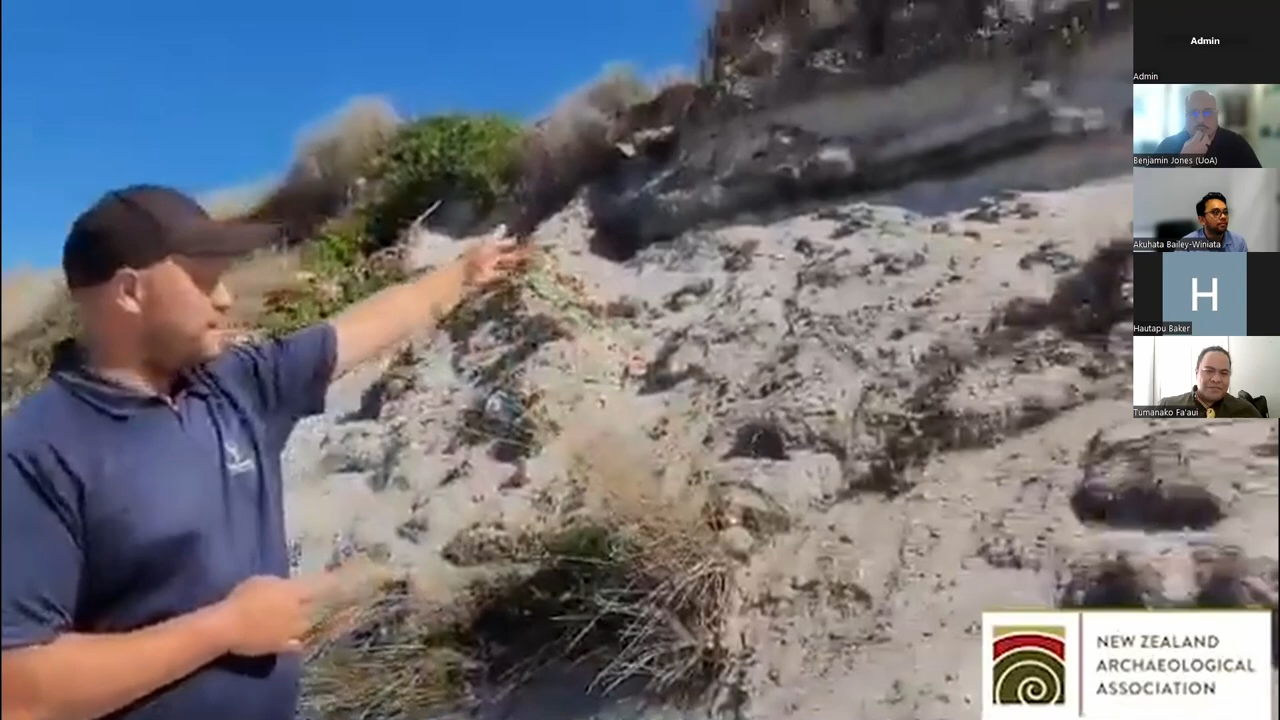 Admin
Admin
Benjamin Jones (UoA)
Akuhata Bailey-Winiata
H
Hautapu Baker
Tumanako Fa'aui
NEW ZEALAND
ARCHAEOLOGICAL
ASSOCIATION